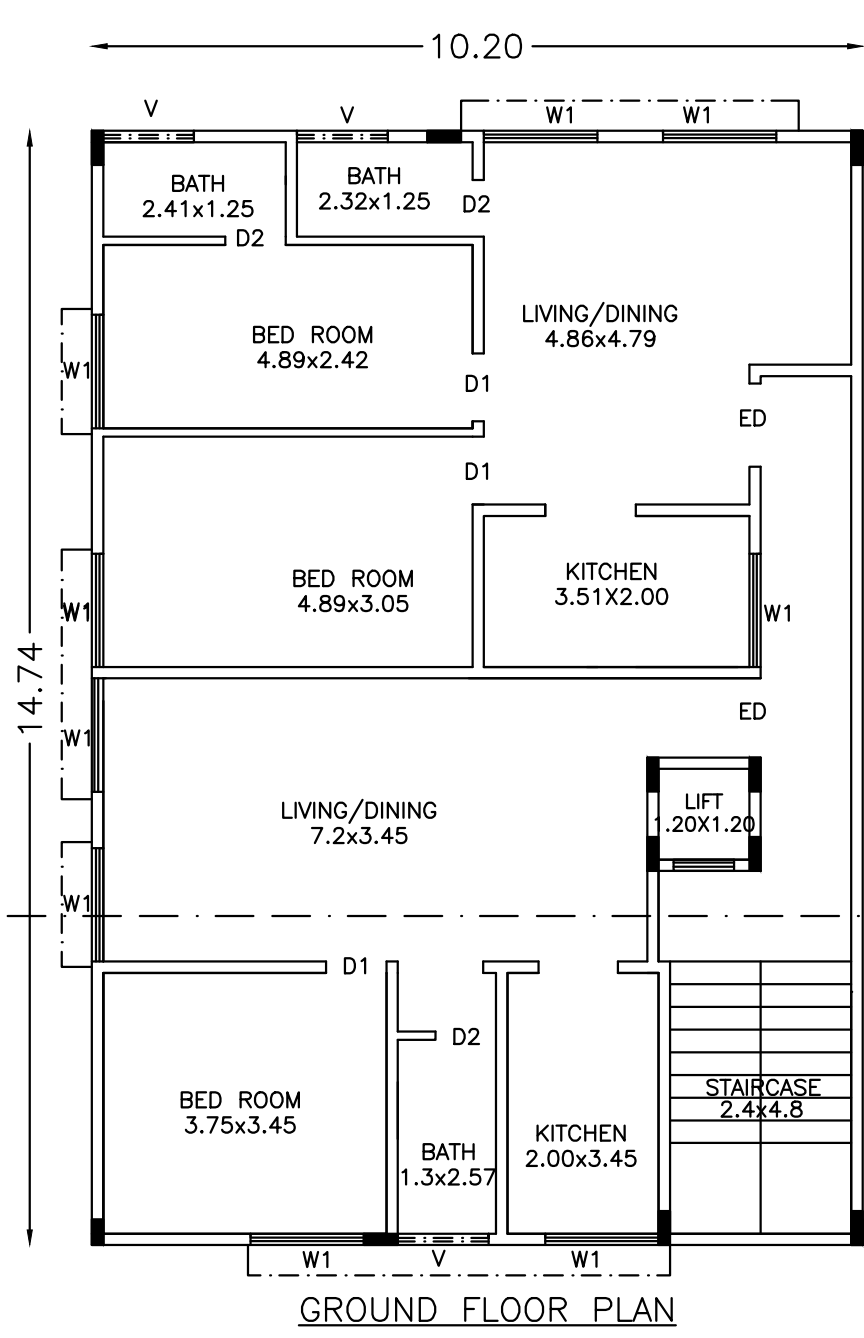 10.20
V
V
W1
W1
BATH
2.41x1.25
BATH
2.32x1.25
D2
D2
LIVING/DINING
4.86x4.79
BED ROOM
4.89x2.42
W1
D1
ED
D1
BED ROOM
4.89x3.05
KITCHEN
3.51X2.00
W1
W1
14.74
ED
W1
LIFT
1.20X1.20
LIVING/DINING
7.2x3.45
W1
D1
D2
BED ROOM
3.75x3.45
STAIRCASE
2.4x4.8
KITCHEN
2.00x3.45
BATH
1.3x2.57
W1
V
W1
GROUND FLOOR PLAN